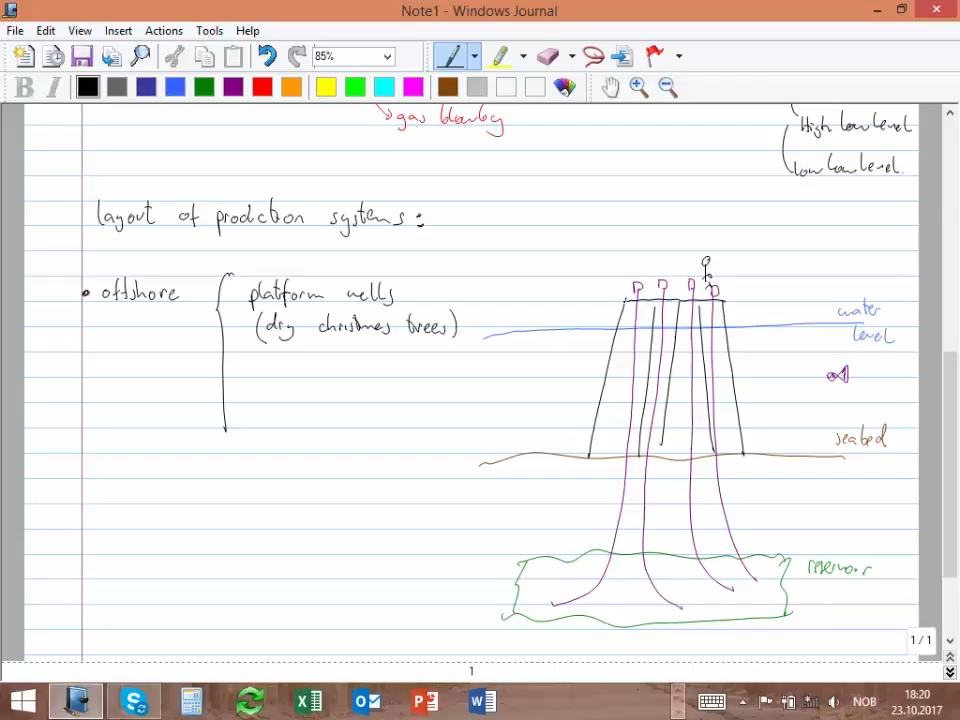 Note1 - Windows Journal
File Edit View Insert Actions Tools Help
85%
B I
gas blowby
High low level
low low level.
layout of production systems:
• offshore
platform wells
(dry christmas trees)
water
level
seabed
reservoir
1 / 1
1
NOB
18:20
23.10.2017